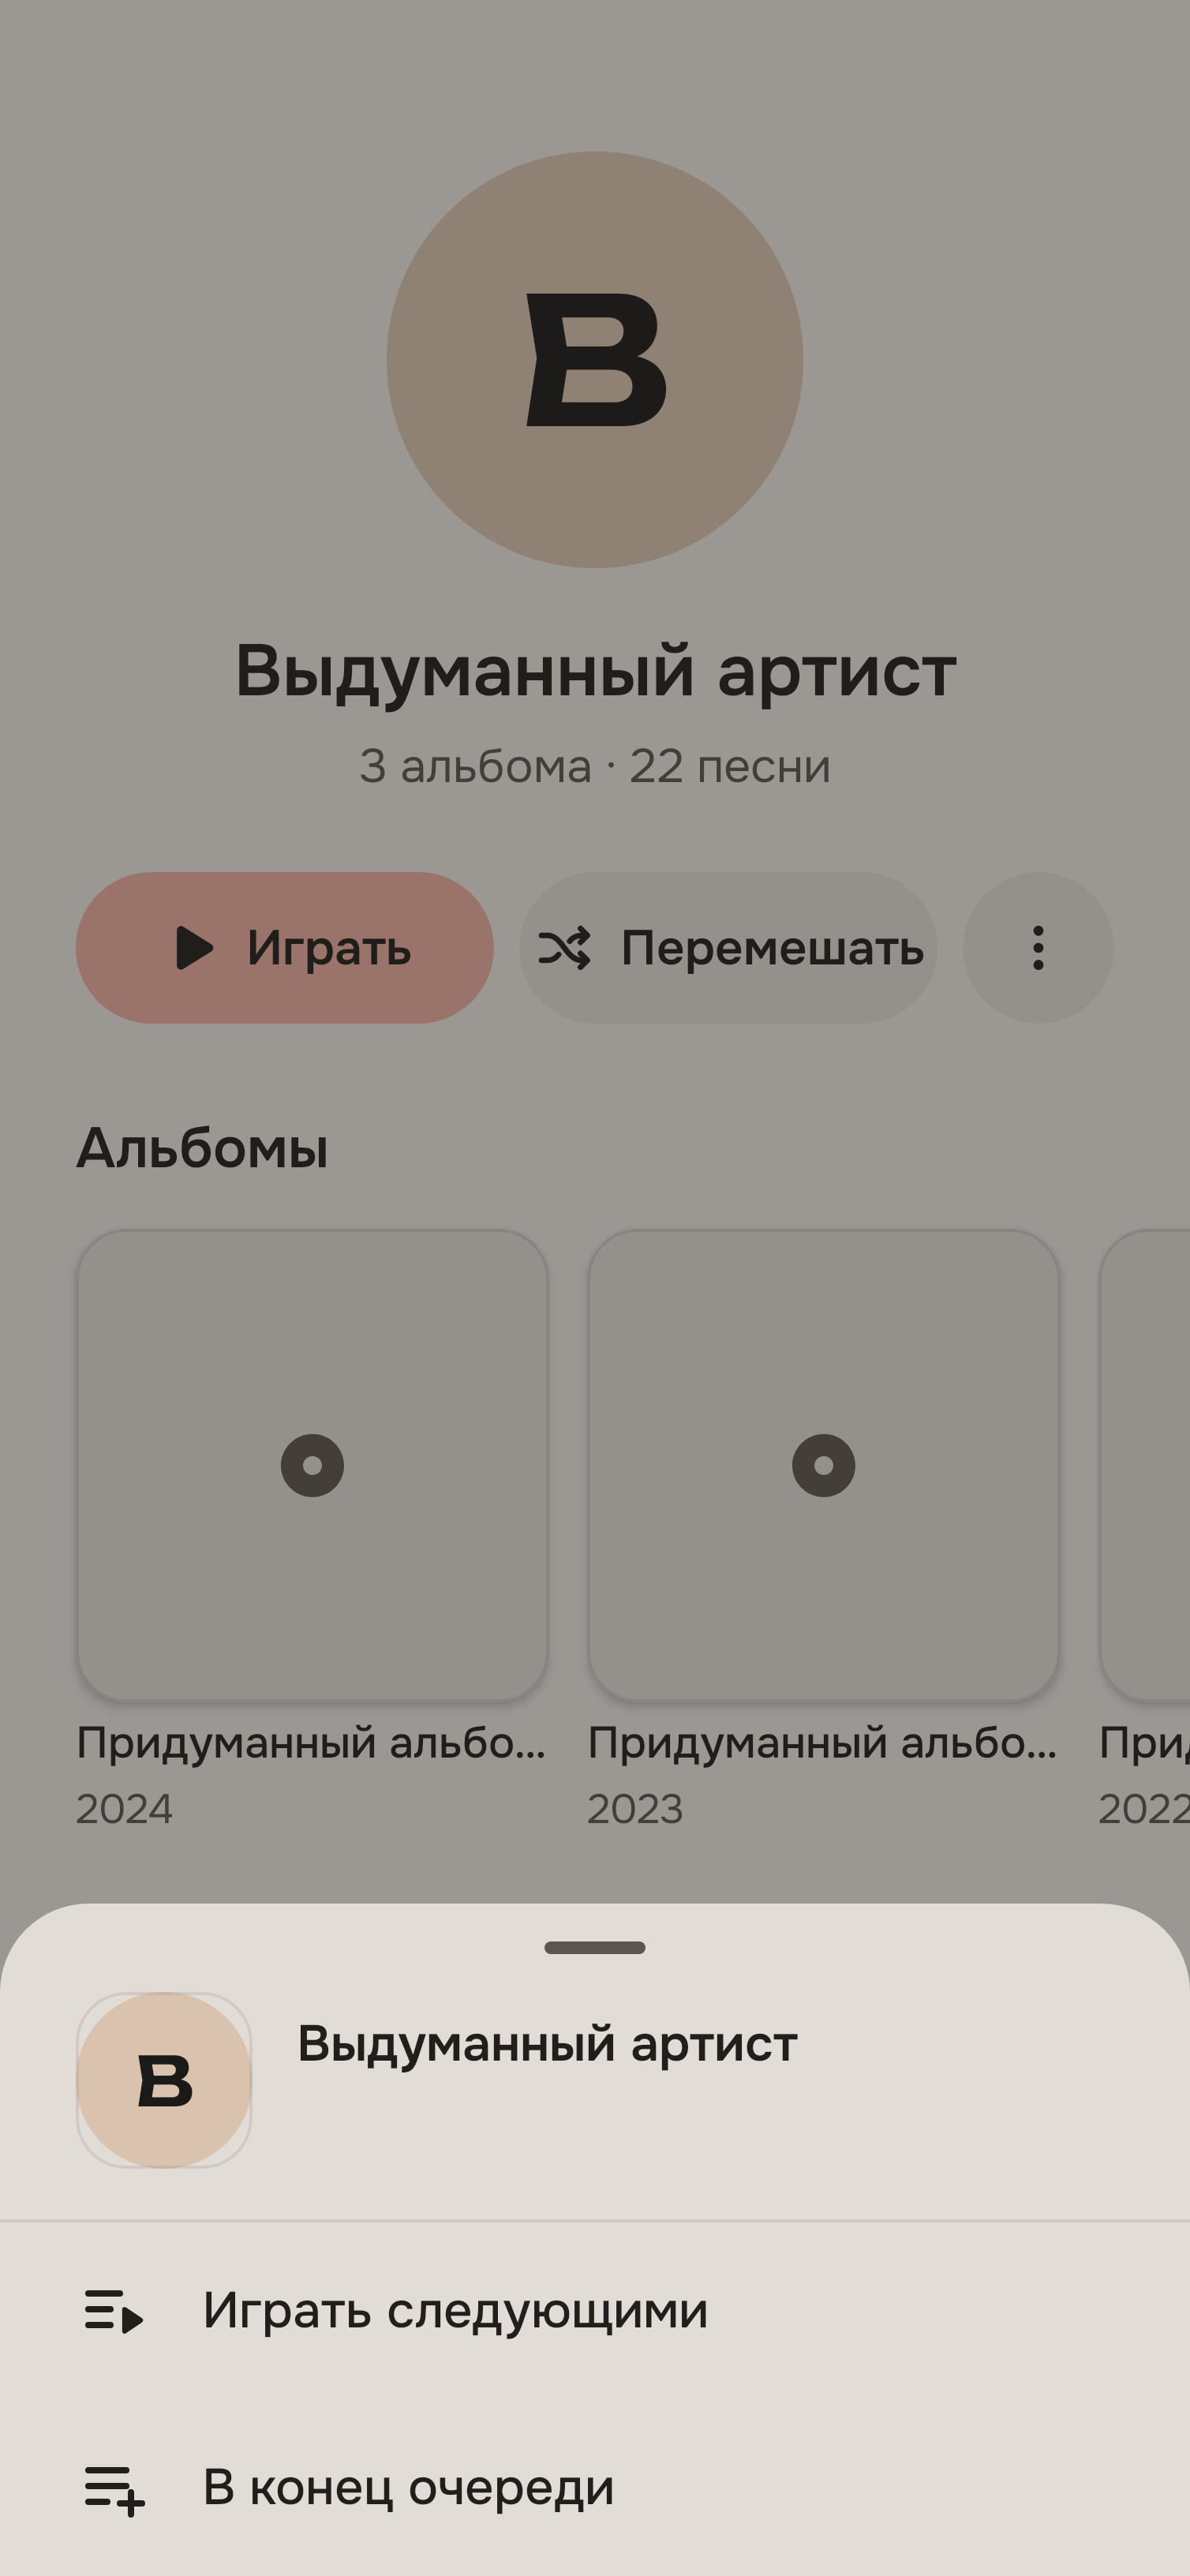 В
Выдуманный артист
3 альбома · 22 песни
Играть
Перемешать
Альбомы
Придуманный альбо...
Придуманный альбо...
2024
2023
2022
В
Выдуманный артист
Играть следующими
В конец очереди